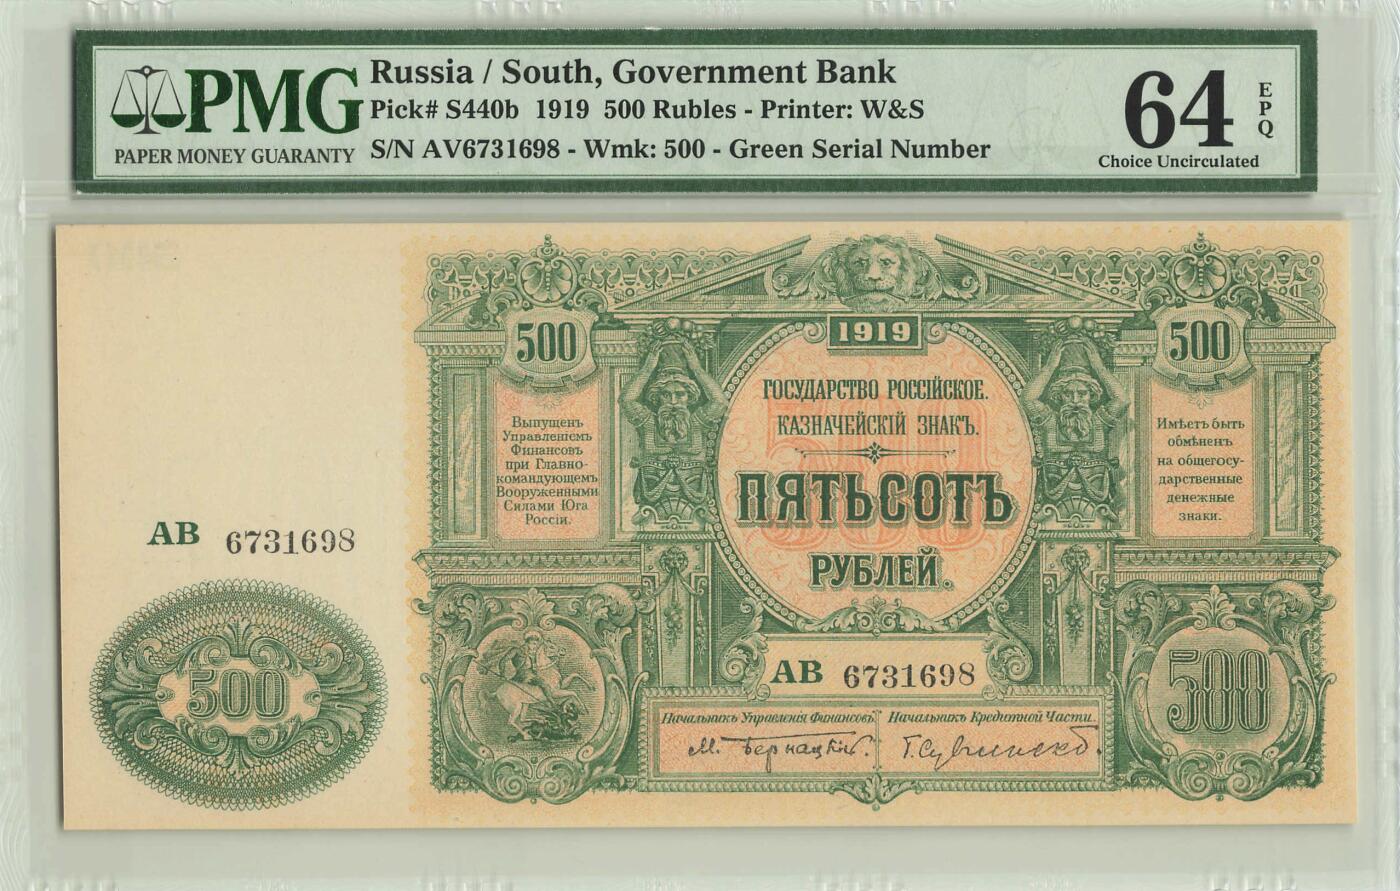 PMG
PAPER MONEY GUARANTY
Russia / South, Government Bank
Pick# S440b 1919 500 Rubles - Printer: W&S
S/N AV6731698 - Wmk: 500 - Green Serial Number
64
EPQ
Choice Uncirculated
1919
500
500
ГОСУДАРСТВО РОССІЙСКОЕ.
КАЗНАЧЕЙСКІЙ ЗНАКЪ.
500
ПЯТЬСОТЪ
РУБЛЕЙ.
Выпущенъ
Управленіемъ
Финансовъ
при Главно-
командующемъ
Вооруженными
Силами Юга
Россіи.
Имѣетъ быть
обмѣненъ
на общегосу-
дарственные
денежные
знаки.
АВ 6731698
500
АВ 6731698
500
Начальникъ Управленія Финансовъ
Начальникъ Кредитной Части.
М. Бернацкій.